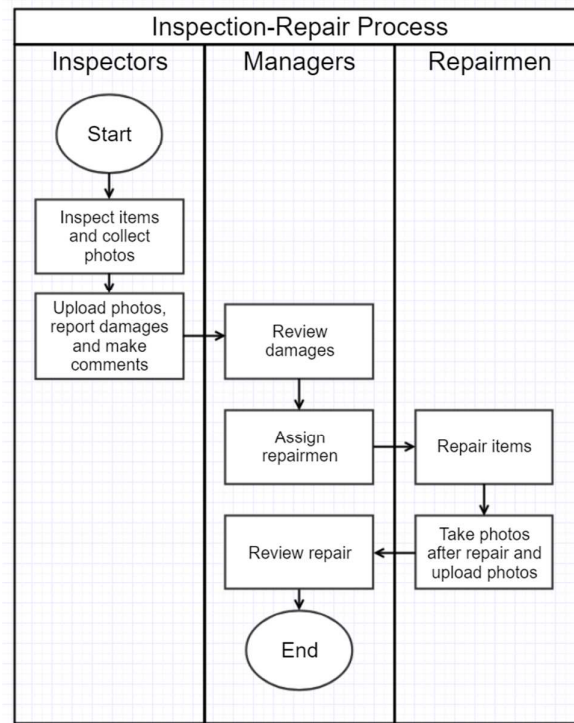 Inspection-Repair Process
Inspectors
Managers
Repairmen
Start
Inspect items
and collect
photos
Upload photos,
report damages
and make
comments
Review
damages
Assign
repairmen
Repair items
Take photos
after repair and
upload photos
Review repair
End